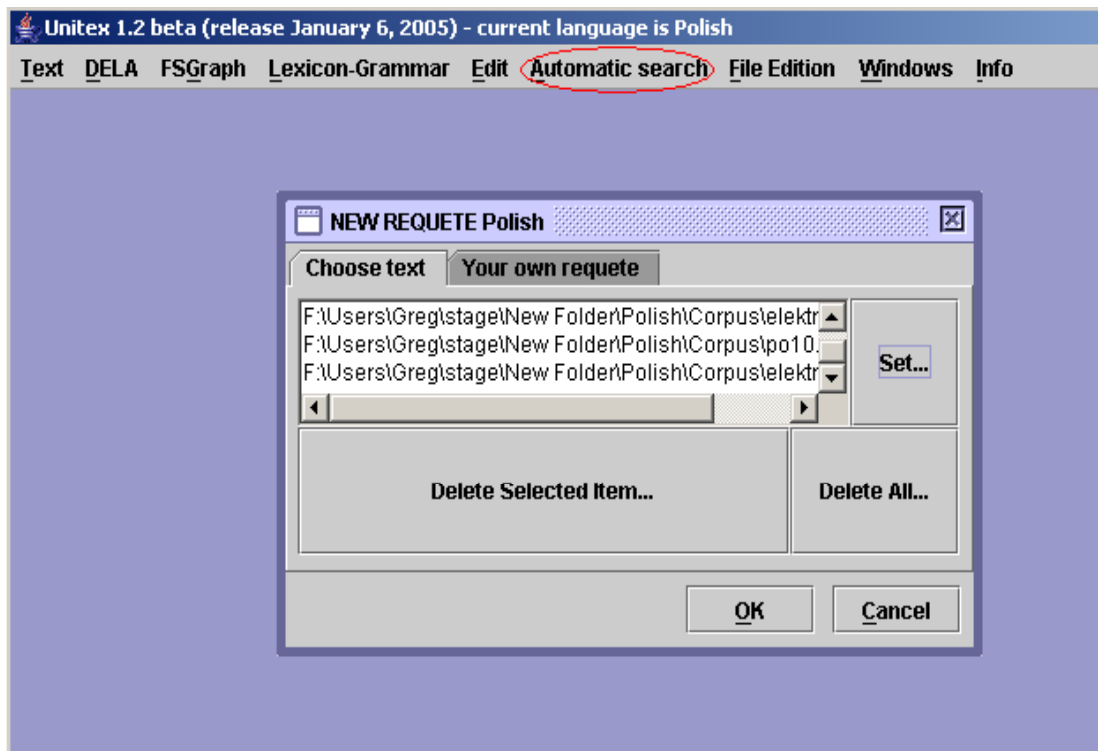 Unitex 1.2 beta (release January 6, 2005) - current language is Polish
Text DELA FSGraph Lexicon-Grammar Edit Automatic search File Edition Windows Info
NEW REQUETE Polish
Choose text Your own requete
F:\Users\Greg\stage\New Folder\Polish\Corpus\elektr
F:\Users\Greg\stage\New Folder\Polish\Corpus\po10.
F:\Users\Greg\stage\New Folder\Polish\Corpus\elektr
Set...
Delete Selected Item... Delete All...
OK Cancel